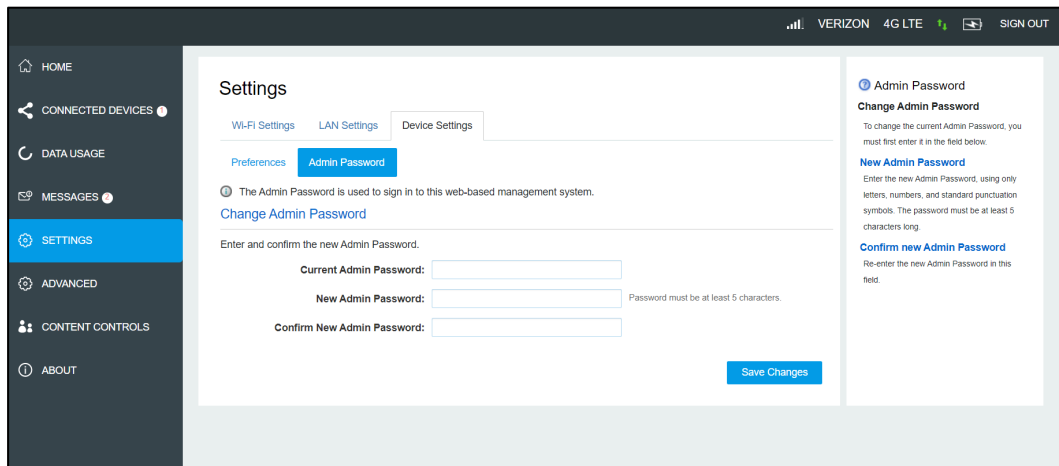 VERIZON 4G LTE SIGN OUT
HOME
CONNECTED DEVICES 1
DATA USAGE
MESSAGES 2
SETTINGS
ADVANCED
CONTENT CONTROLS
ABOUT
Settings
Wi-Fi Settings LAN Settings Device Settings
Preferences Admin Password
The Admin Password is used to sign in to this web-based management system.
Change Admin Password
Enter and confirm the new Admin Password.
Current Admin Password:
New Admin Password: Password must be at least 5 characters.
Confirm New Admin Password:
Save Changes
Admin Password
Change Admin Password
To change the current Admin Password, you
must first enter it in the field below.
New Admin Password
Enter the new Admin Password, using only
letters, numbers, and standard punctuation
symbols. The password must be at least 5
characters long.
Confirm new Admin Password
Re-enter the new Admin Password in this
field.